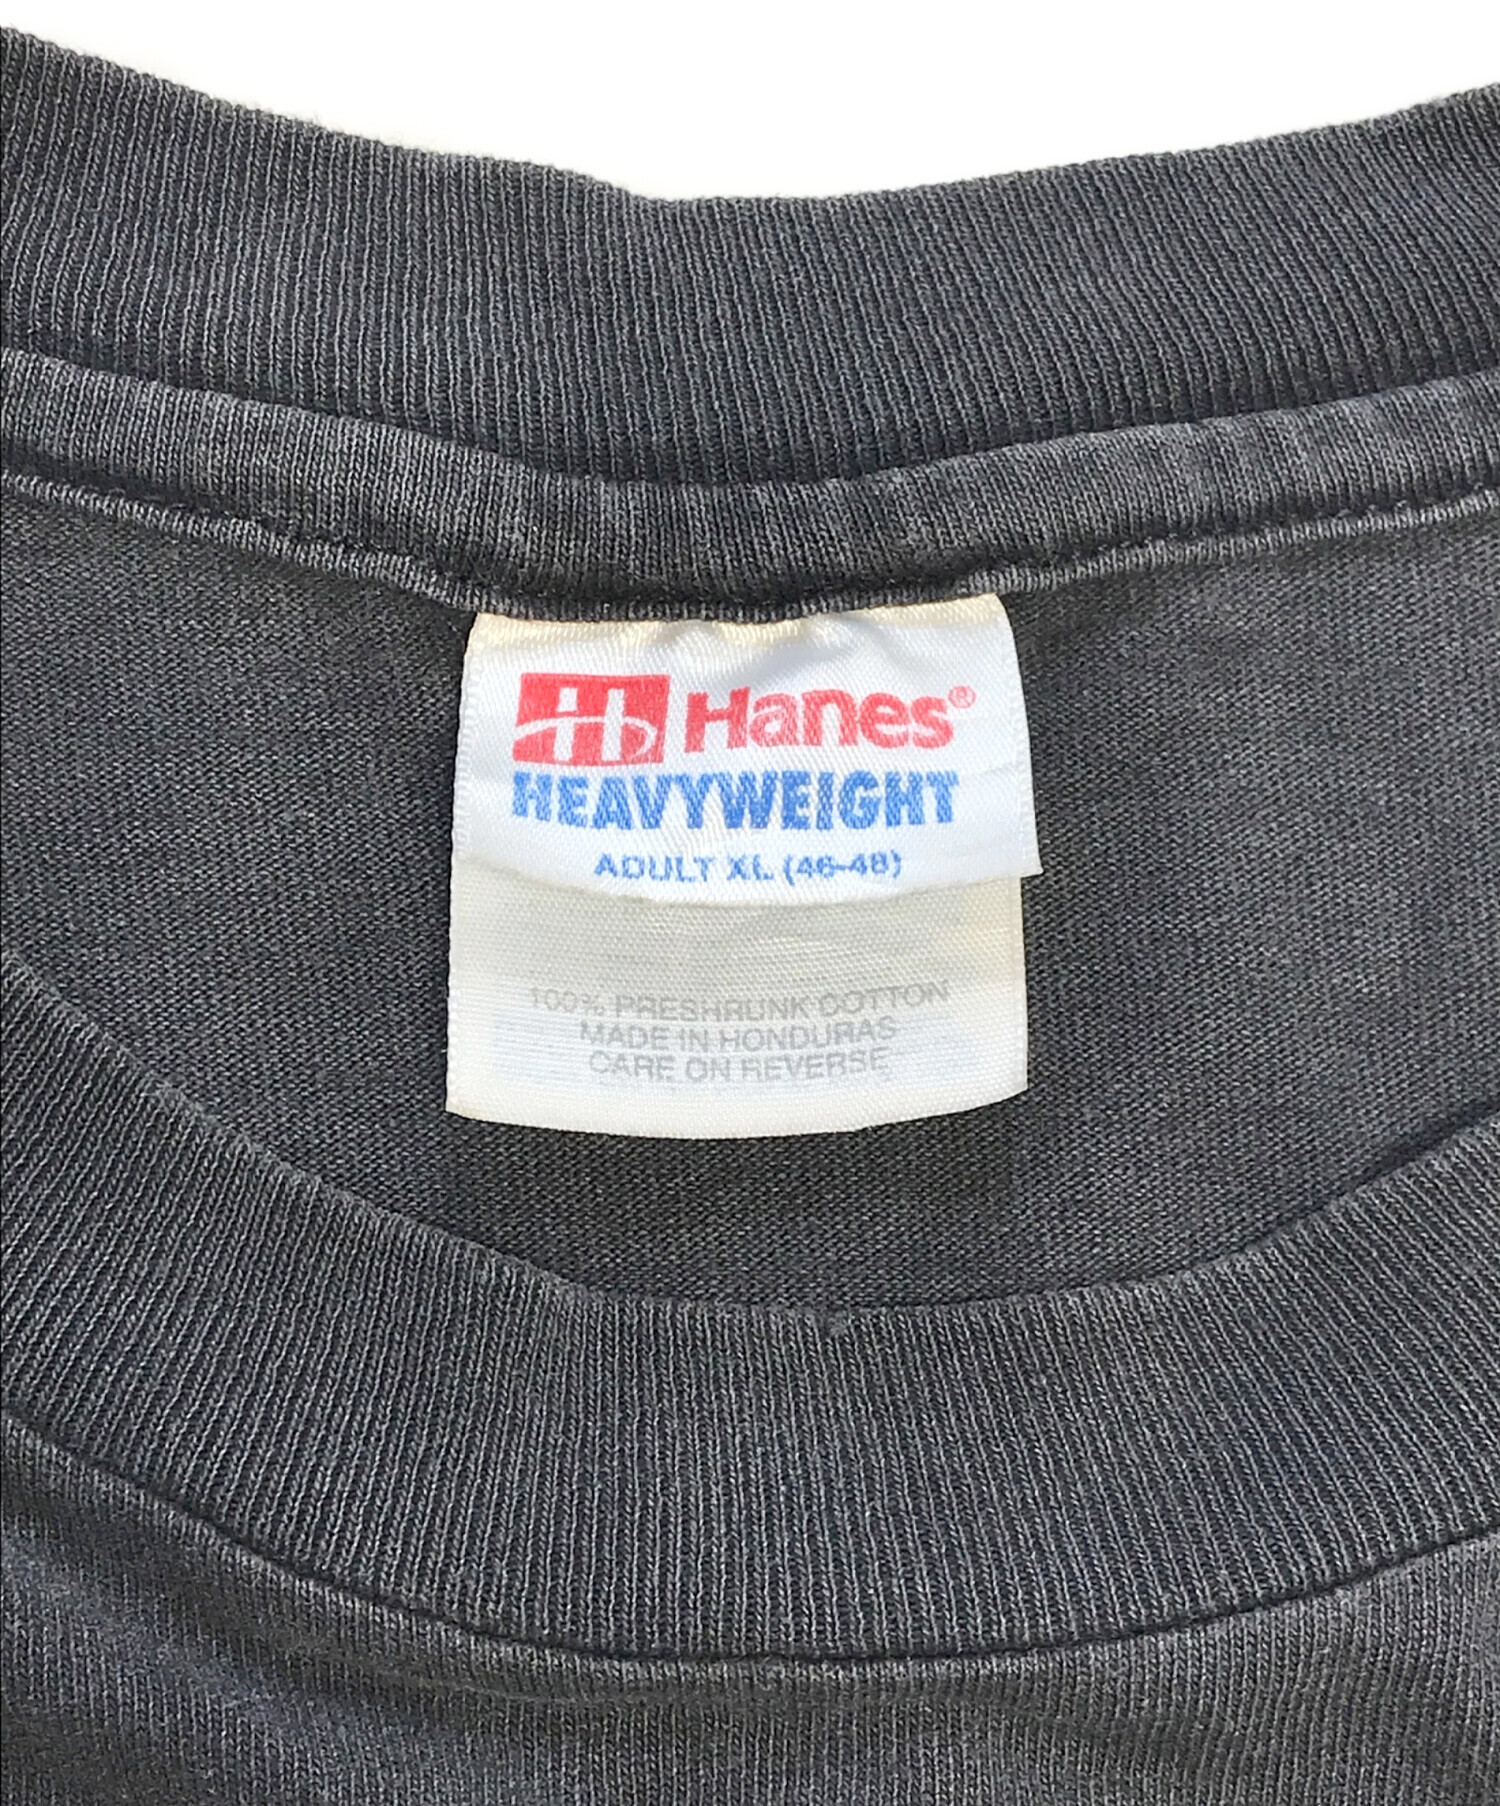 Hanes®
HEAVYWEIGHT
ADULT XL (46-48)
100% PRESHRUNK COTTON
MADE IN HONDURAS
CARE ON REVERSE